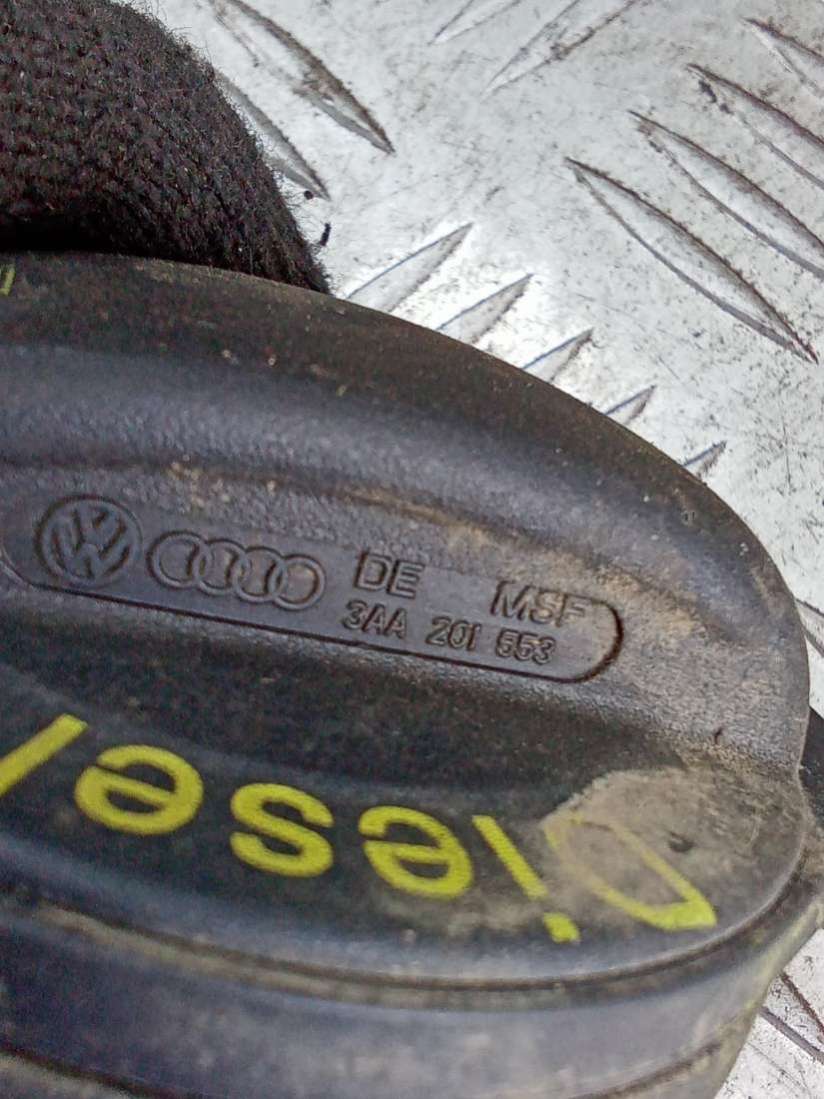 DE MSF
3AA 201 553
Diesel